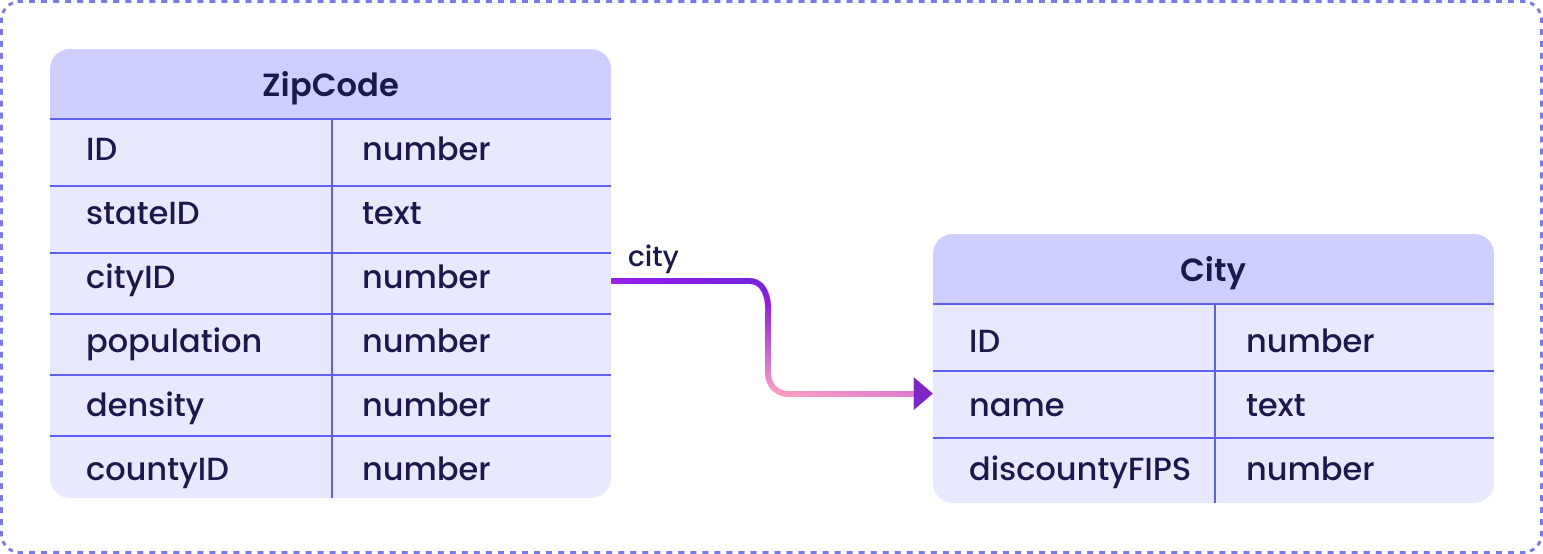 ZipCode
ID number
stateID text
cityID number
population number
density number
countyID number
city
City
ID number
name text
discountyFIPS number